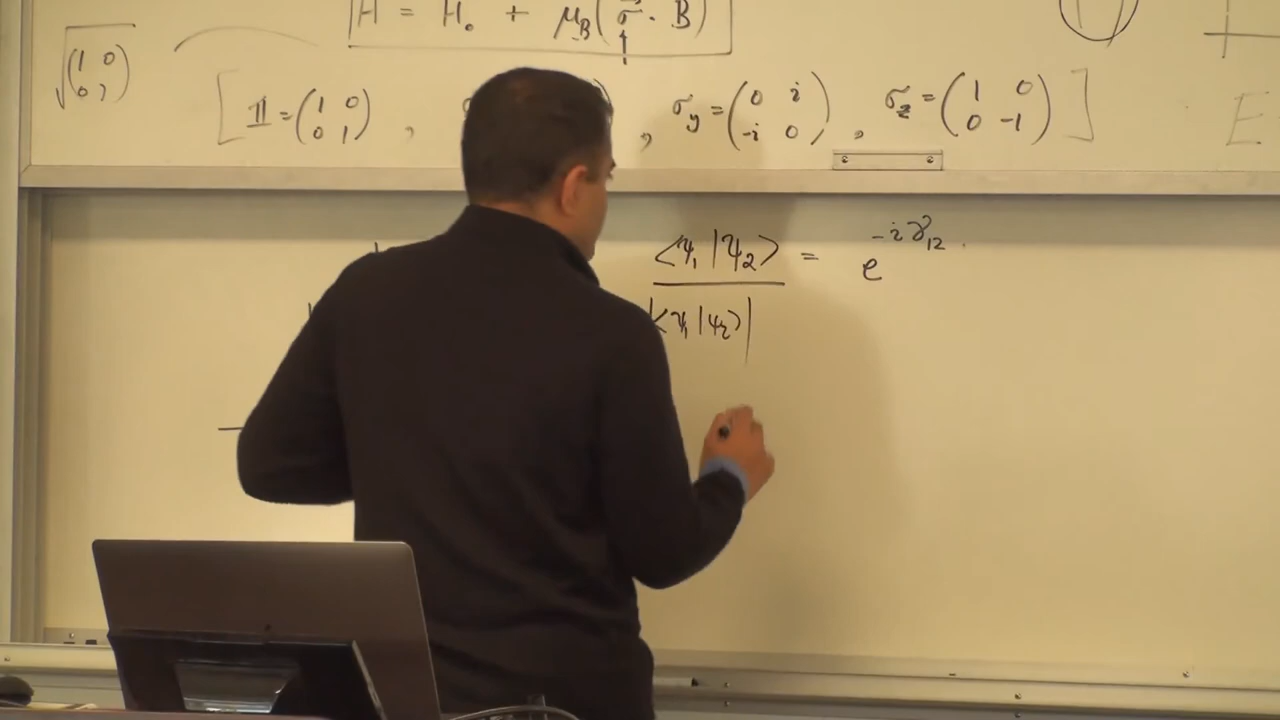 H = H₀ + μ_B(σ⃗ · B)
√(1 0; 0 1)
[ 𝟙 = (1 0; 0 1) , , σ_y = (0 i; -i 0) , σ_z = (1 0; 0 -1) ]
E
<ψ₁|ψ₂> / |<ψ₁|ψ₂>| = e^{-iγ₁₂}